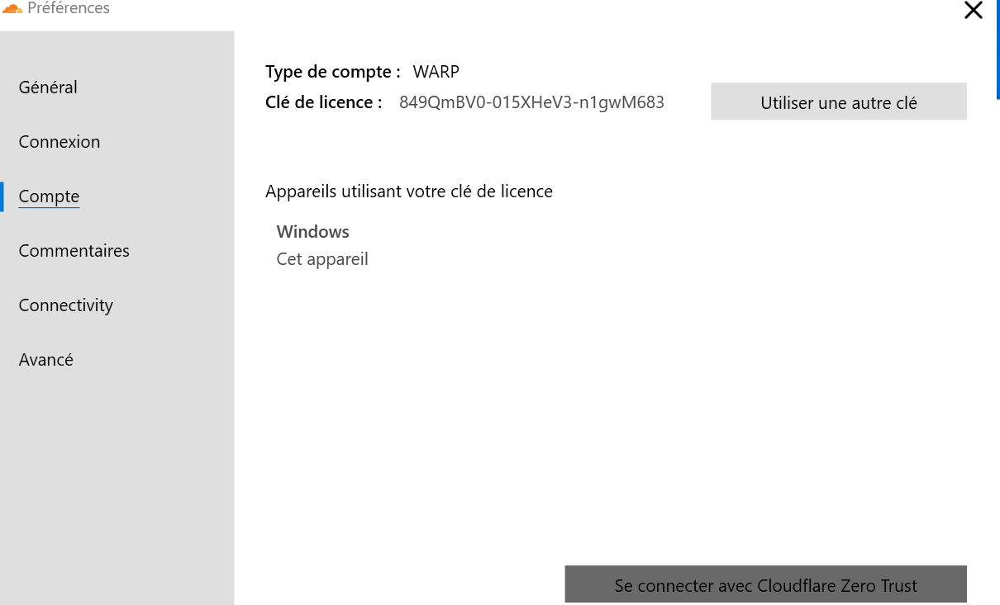 Préférences
Général
Connexion
Compte
Commentaires
Connectivity
Avancé
Type de compte : WARP
Clé de licence : 849QmBV0-015XHeV3-n1gwM683
Utiliser une autre clé
Appareils utilisant votre clé de licence
Windows
Cet appareil
Se connecter avec Cloudflare Zero Trust